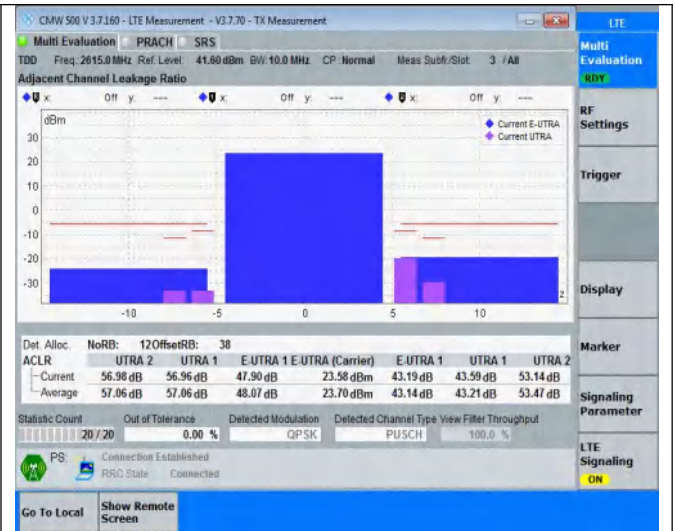 CMW 500 V 3.7.160 - LTE Measurement - V3.7.70 - TX Measurement
LTE
Multi Evaluation PRACH SRS
Multi Evaluation
RDY
TDD Freq: 2615.0 MHz Ref. Level: 41.60 dBm BW: 10.0 MHz CP: Normal Meas Subfr./Slot: 3 / All
Adjacent Channel Leakage Ratio
x: Off y: --- x: Off y: --- x: Off y: ---
dBm
Current E-UTRA
Current UTRA
30
20
10
0
-10
-20
-30
-10 -5 0 5 10
RF Settings
Trigger
Display
Marker
Signaling Parameter
LTE Signaling
ON
Det. Alloc. NoRB: 12 OffsetRB: 38
ACLR UTRA 2 UTRA 1 E-UTRA 1 E-UTRA (Carrier) E-UTRA 1 UTRA 1 UTRA 2
Current 56.98 dB 56.96 dB 47.90 dB 23.58 dBm 43.19 dB 43.59 dB 53.14 dB
Average 57.06 dB 57.06 dB 48.07 dB 23.70 dBm 43.14 dB 43.21 dB 53.47 dB
Statistic Count Out of Tolerance Detected Modulation Detected Channel Type View Filter Throughput
20 / 20 0.00 % QPSK PUSCH 100.0 %
PS: Connection Established
RRC State Connected
Go To Local
Show Remote Screen